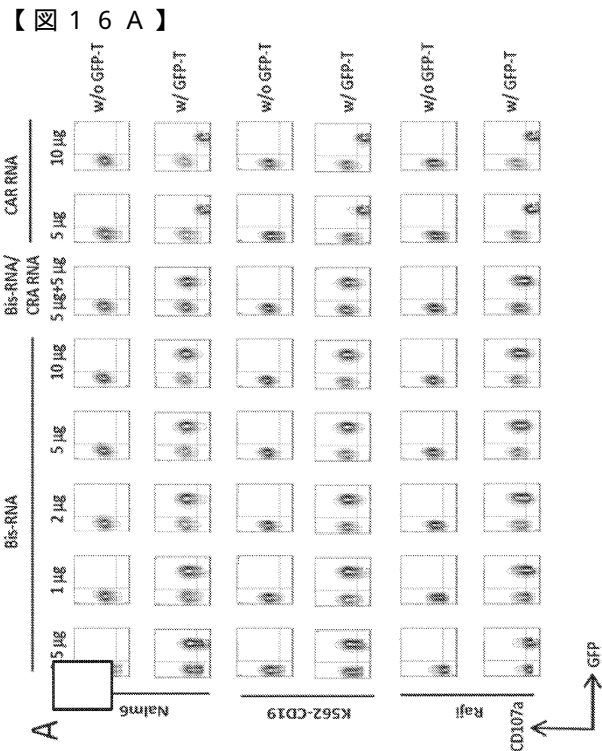 【図１６Ａ】
A
Bis-RNA
Bis-RNA/
CRA RNA
CAR RNA
5 µg
1 µg
2 µg
5 µg
10 µg
5 µg+5 µg
5 µg
10 µg
Nalm6
w/o GFP-T
w/ GFP-T
K562-CD19
w/o GFP-T
w/ GFP-T
Raji
w/o GFP-T
w/ GFP-T
CD107a
GFP